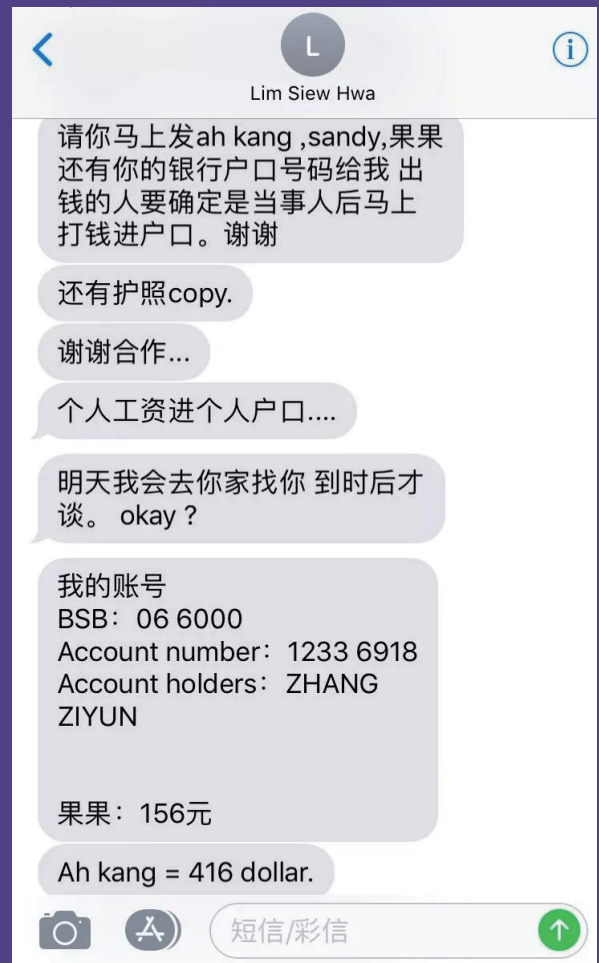 L
Lim Siew Hwa
请你马上发ah kang ,sandy,果果
还有你的银行户口号码给我 出
钱的人要确定是当事人后马上
打钱进户口。谢谢
还有护照copy.
谢谢合作...
个人工资进个人户口....
明天我会去你家找你 到时后才
谈。 okay ?
我的账号
BSB：06 6000
Account number：1233 6918
Account holders： ZHANG
ZIYUN
果果：156元
Ah kang = 416 dollar.
短信/彩信